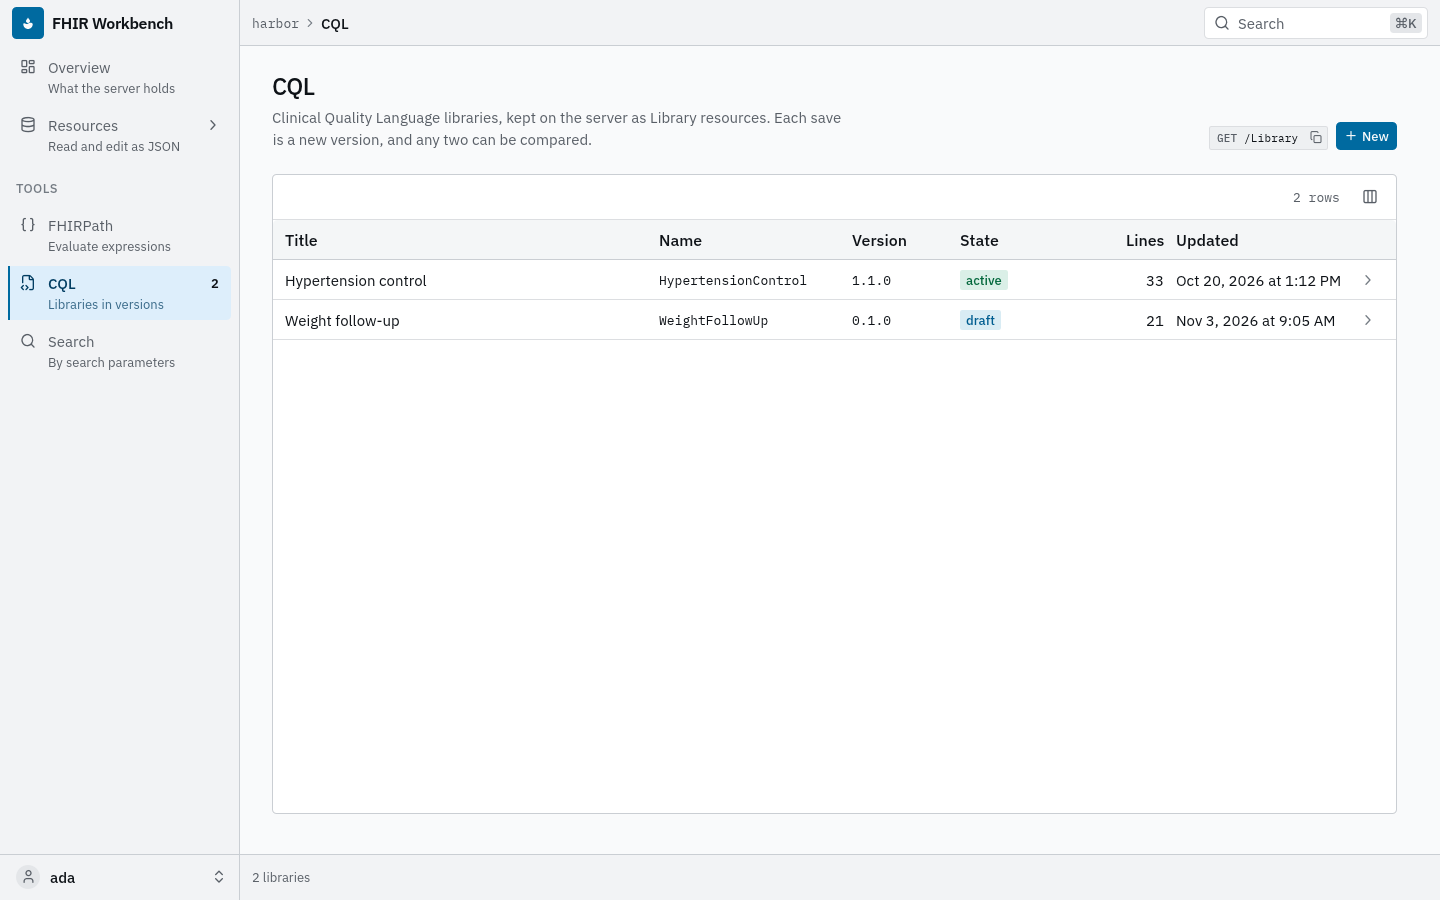 FHIR Workbench
Overview
What the server holds
Resources
Read and edit as JSON
TOOLS
FHIRPath
Evaluate expressions
CQL 2
Libraries in versions
Search
By search parameters
ada
harbor CQL
Search ⌘K
CQL
Clinical Quality Language libraries, kept on the server as Library resources. Each save
is a new version, and any two can be compared.
GET /Library
New
2 rows
Title Name Version State Lines Updated
Hypertension control HypertensionControl 1.1.0 active 33 Oct 20, 2026 at 1:12 PM
Weight follow-up WeightFollowUp 0.1.0 draft 21 Nov 3, 2026 at 9:05 AM
2 libraries